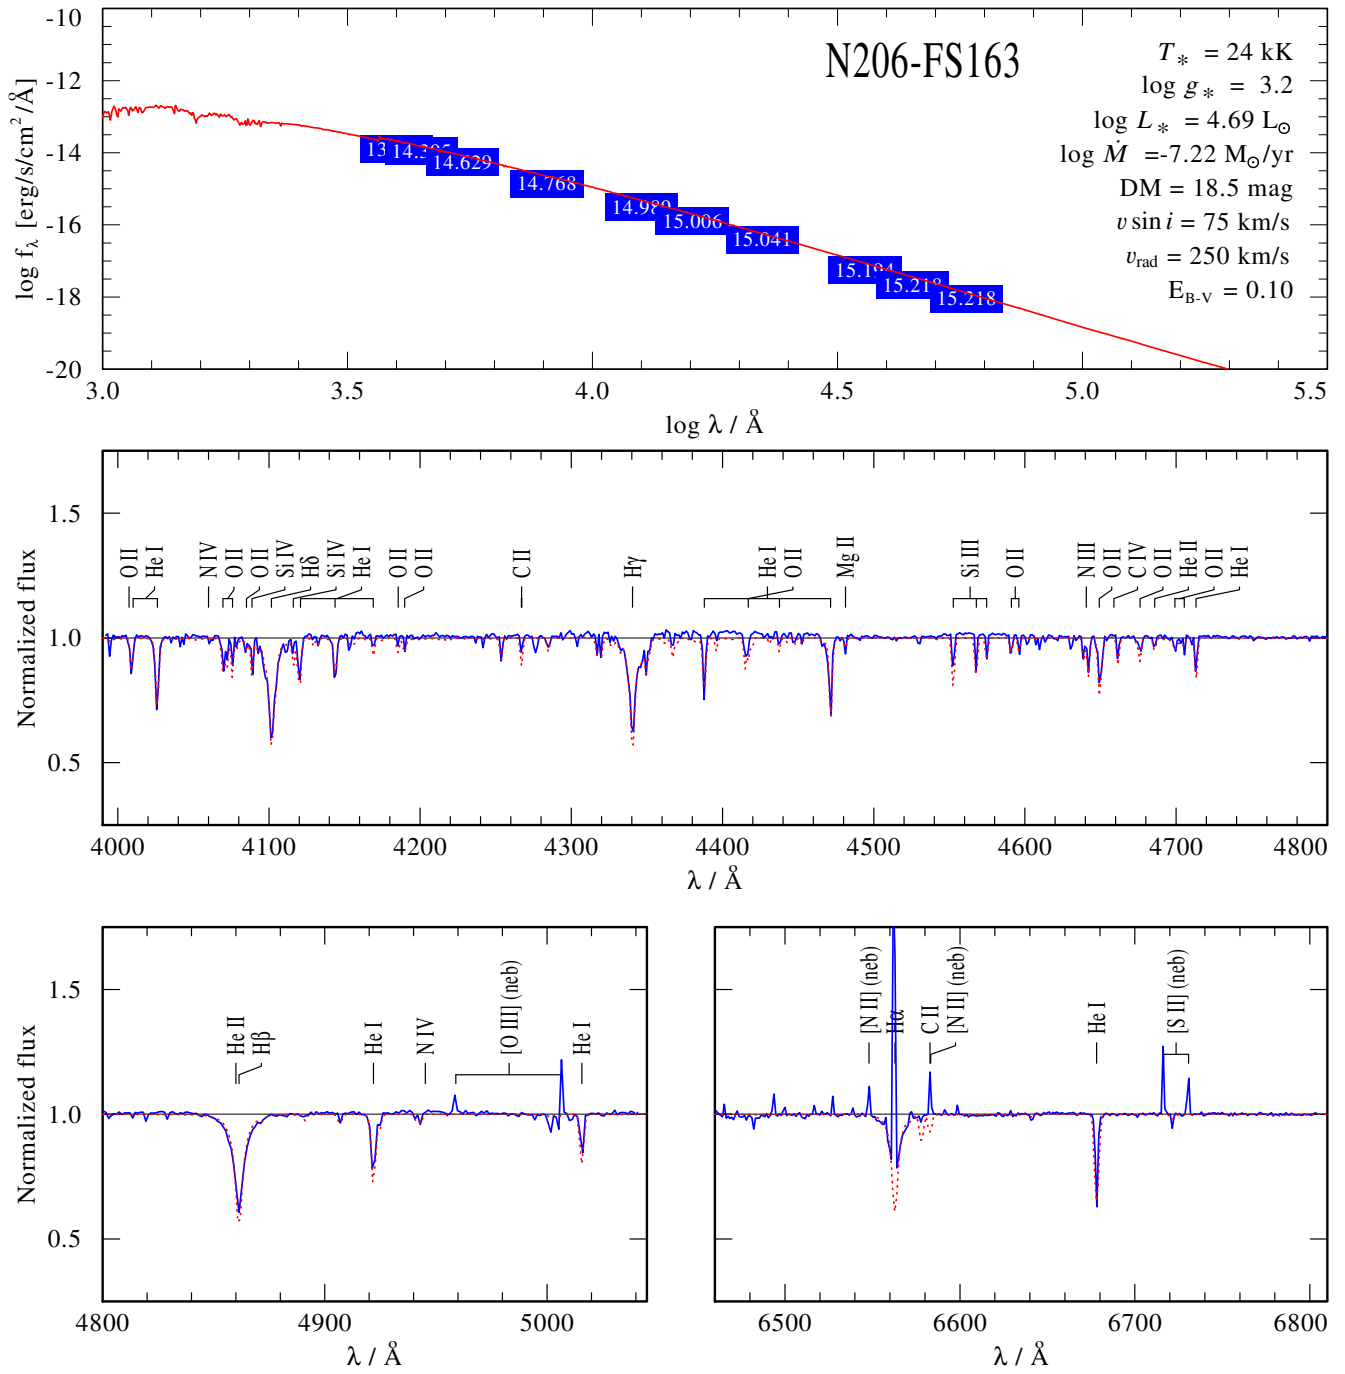 N206-FS163
T* = 24 kK
log g* = 3.2
log L* = 4.69 L⊙
log Ṁ =-7.22 M⊙/yr
DM = 18.5 mag
v sin i = 75 km/s
vrad = 250 km/s
EB-V = 0.10
log fλ [erg/s/cm²/Å]
-10
-12
-14
-16
-18
-20
14.629
14.768
14.989
15.006
15.041
15.194
15.218
15.218
3.0 3.5 4.0 4.5 5.0 5.5
log λ / Å
Normalized flux
1.5
1.0
0.5
O II
He I
N IV
O II
O II
Si IV
Hδ
Si IV
He I
O II
O II
C II
Hγ
He I
O II
Mg II
Si III
O II
N III
O II
C IV
O II
He II
O II
He I
4000 4100 4200 4300 4400 4500 4600 4700 4800
λ / Å
Normalized flux
1.5
1.0
0.5
He II
Hβ
He I
N IV
[O III] (neb)
He I
4800 4900 5000
λ / Å
[N II] (neb)
Hα
C II
[N II] (neb)
He I
[S II] (neb)
6500 6600 6700 6800
λ / Å